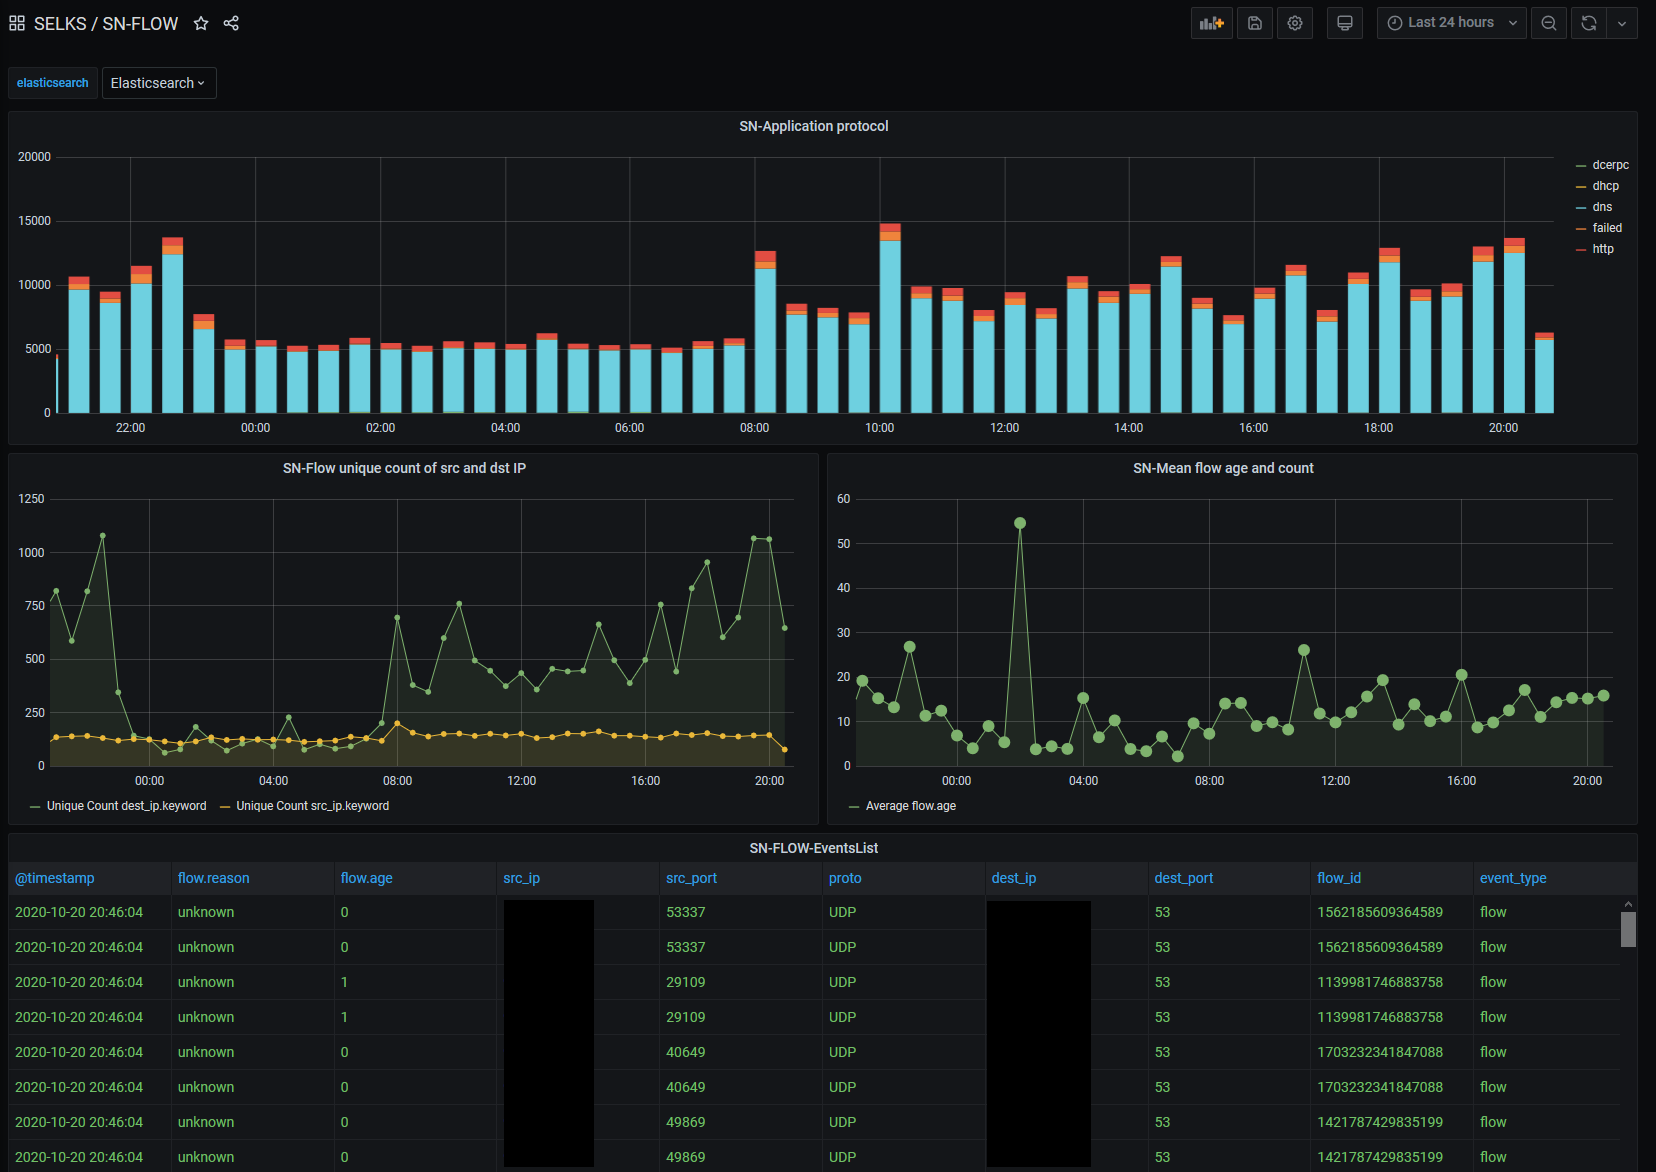 SELKS / SN-FLOW
Last 24 hours
elasticsearch Elasticsearch
SN-Application protocol
20000
15000
10000
5000
0
22:00 00:00 02:00 04:00 06:00 08:00 10:00 12:00 14:00 16:00 18:00 20:00
dcerpc
dhcp
dns
failed
http
SN-Flow unique count of src and dst IP
1250
1000
750
500
250
0
00:00 04:00 08:00 12:00 16:00 20:00
Unique Count dest_ip.keyword Unique Count src_ip.keyword
SN-Mean flow age and count
60
50
40
30
20
10
0
00:00 04:00 08:00 12:00 16:00 20:00
Average flow.age
SN-FLOW-EventsList
@timestamp flow.reason flow.age src_ip src_port proto dest_ip dest_port flow_id event_type
2020-10-20 20:46:04 unknown 0 53337 UDP 53 1562185609364589 flow
2020-10-20 20:46:04 unknown 0 53337 UDP 53 1562185609364589 flow
2020-10-20 20:46:04 unknown 1 29109 UDP 53 1139981746883758 flow
2020-10-20 20:46:04 unknown 1 29109 UDP 53 1139981746883758 flow
2020-10-20 20:46:04 unknown 0 40649 UDP 53 1703232341847088 flow
2020-10-20 20:46:04 unknown 0 40649 UDP 53 1703232341847088 flow
2020-10-20 20:46:04 unknown 0 49869 UDP 53 1421787429835199 flow
2020-10-20 20:46:04 unknown 0 49869 UDP 53 1421787429835199 flow